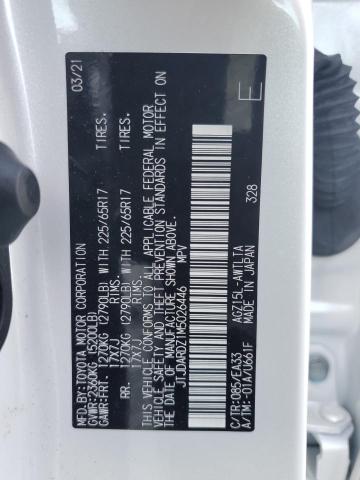 MFD.BY:TOYOTA MOTOR CORPORATION 03/21
GVWR:2360KG (5200LB)
GAWR:FRT. 1270KG (2790LB) WITH 225/65R17 TIRES.
17X7J RIMS.
RR. 1270KG (2790LB) WITH 225/65R17 TIRES.
17X7J RIMS.
THIS VEHICLE CONFORMS TO ALL APPLICABLE FEDERAL MOTOR
VEHICLE SAFETY, BUMPER, AND THEFT PREVENTION STANDARDS IN EFFECT
ON THE DATE OF MANUFACTURE SHOWN ABOVE.
JTJDARDZ1M5026446 MPV
E
C/TR:085/EA33 AGZ15L-AWTLTA 328
A/TM:-01A/U661F MADE IN JAPAN